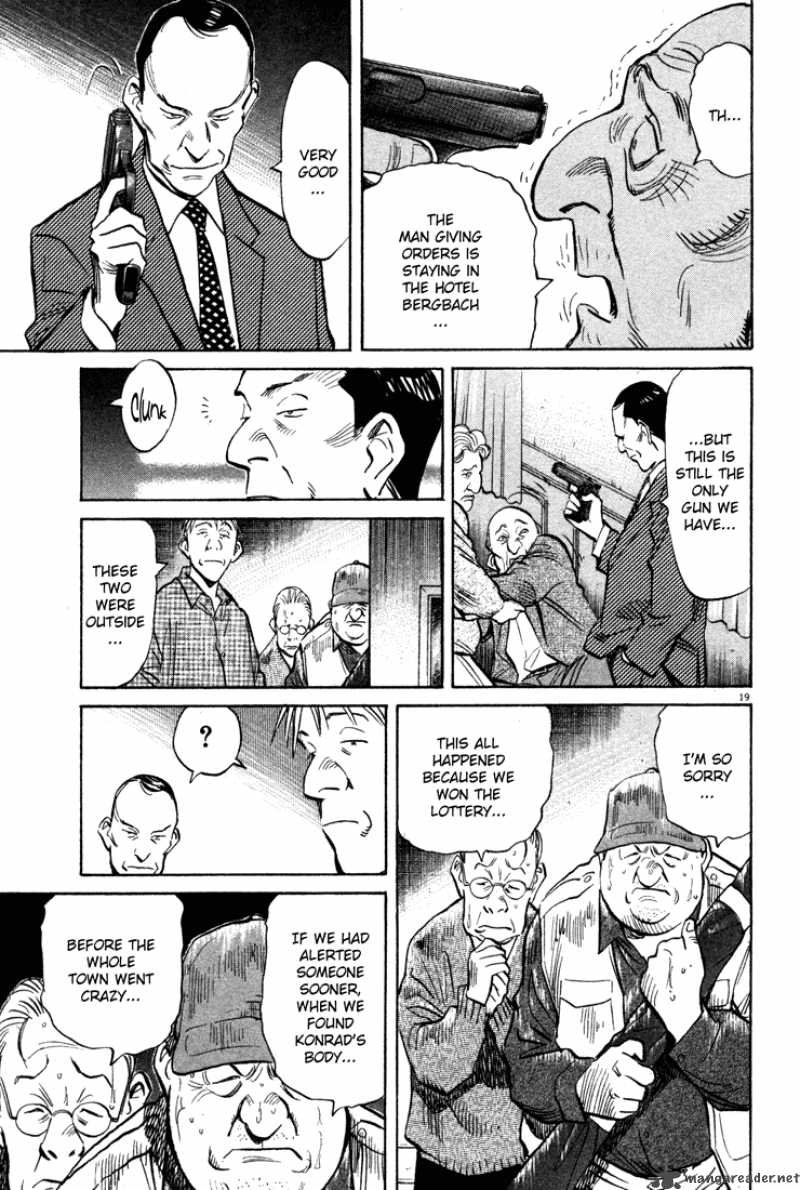 TH...
THE
MAN GIVING
ORDERS IS
STAYING IN
THE HOTEL
BERGBACH
...
VERY
GOOD
...
...BUT
THIS IS
STILL THE
ONLY
GUN WE
HAVE...
Clunk
THESE
TWO
WERE
OUTSIDE
...
19
I'M SO
SORRY
...
THIS ALL
HAPPENED
BECAUSE WE
WON THE
LOTTERY...
?
IF WE HAD
ALERTED
SOMEONE
SOONER,
WHEN WE
FOUND
KONRAD'S
BODY...
BEFORE THE
WHOLE
TOWN WENT
CRAZY...
mangareader.net